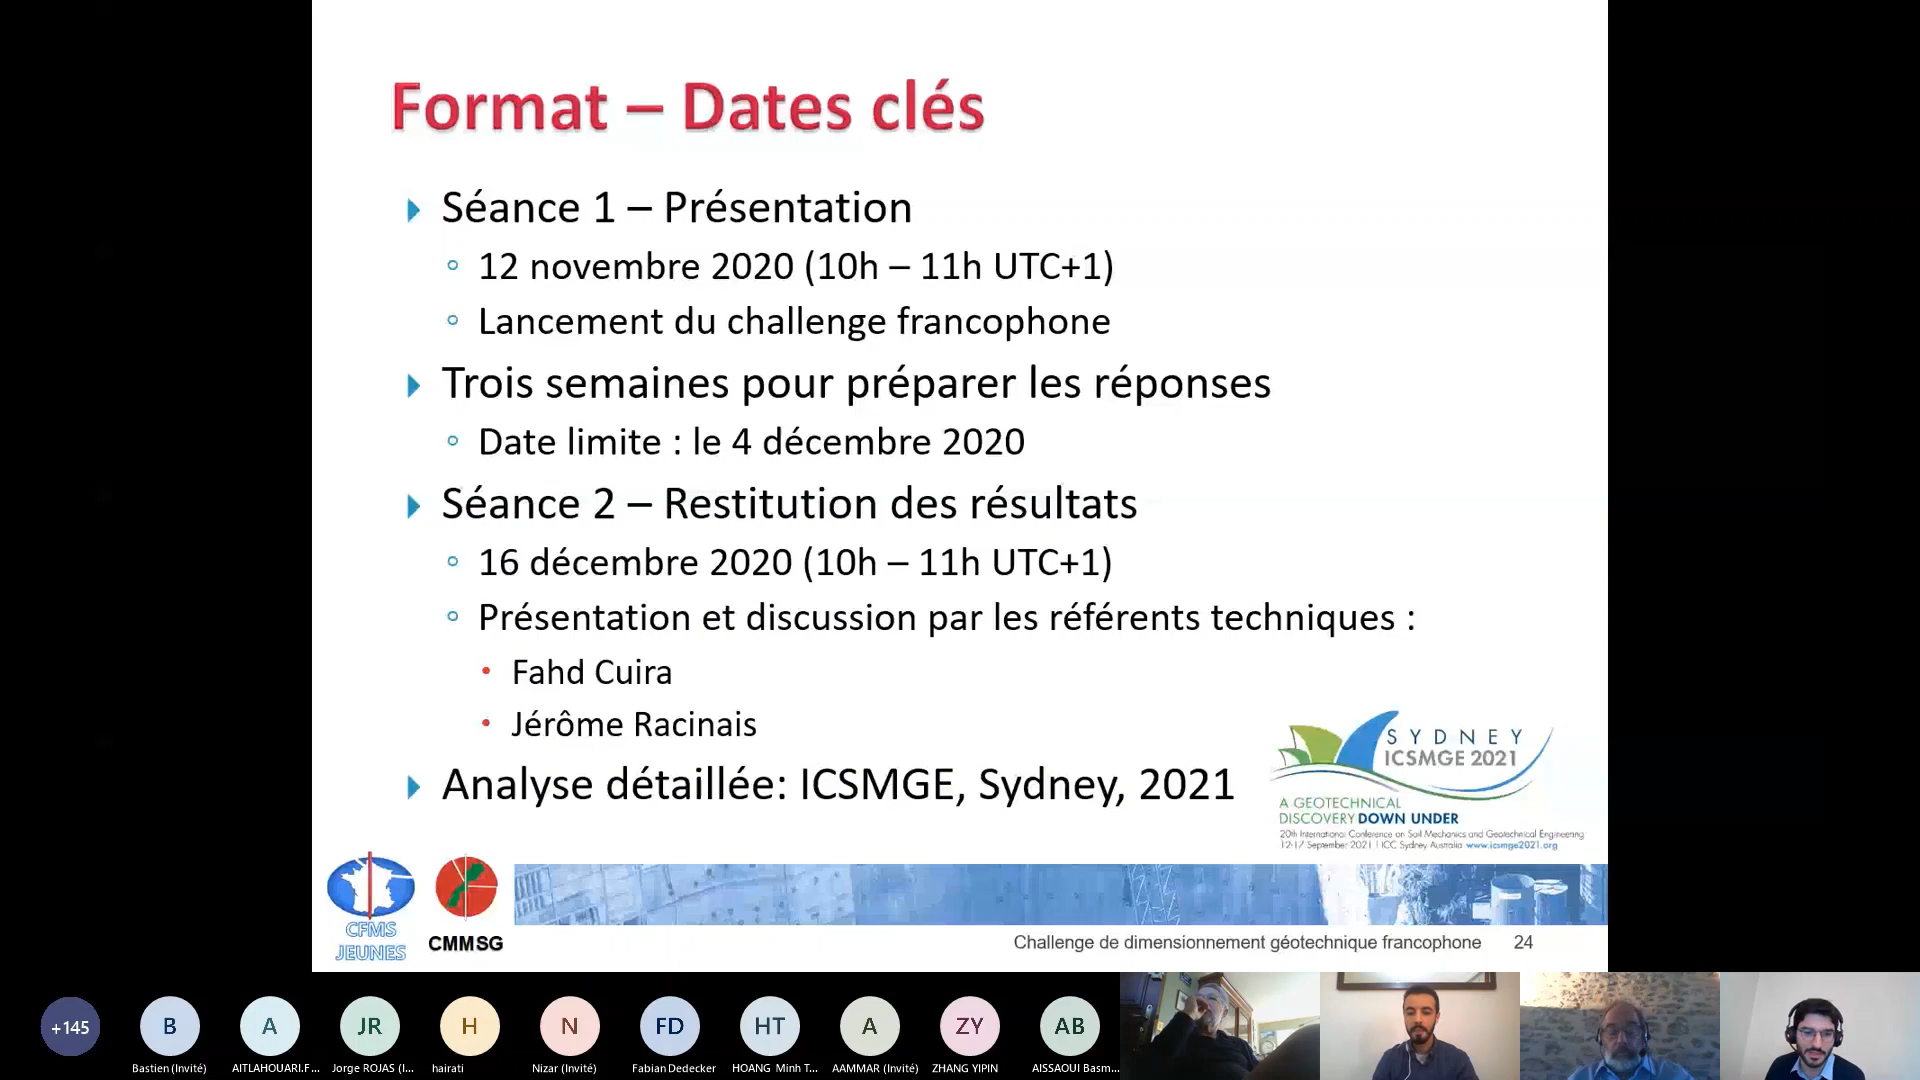 Format – Dates clés
Séance 1 – Présentation
12 novembre 2020 (10h – 11h UTC+1)
Lancement du challenge francophone
Trois semaines pour préparer les réponses
Date limite : le 4 décembre 2020
Séance 2 – Restitution des résultats
16 décembre 2020 (10h – 11h UTC+1)
Présentation et discussion par les référents techniques :
Fahd Cuira
Jérôme Racinais
Analyse détaillée: ICSMGE, Sydney, 2021
SYDNEY
ICSMGE 2021
A GEOTECHNICAL
DISCOVERY DOWN UNDER
20th International Conference on Soil Mechanics and Geotechnical Engineering
12-17 September 2021 | ICC Sydney Australia www.icsmge2021.org
CFMS
JEUNES
CMMSG
Challenge de dimensionnement géotechnique francophone 24
+145
B
A
JR
H
N
FD
HT
A
ZY
AB
Bastien (Invité)
AITLAHOUARI.F...
Jorge ROJAS (I...
hairati
Nizar (Invité)
Fabian Dedecker
HOANG Minh T...
AAMMAR (Invité)
ZHANG YIPIN
AISSAOUI Basm...